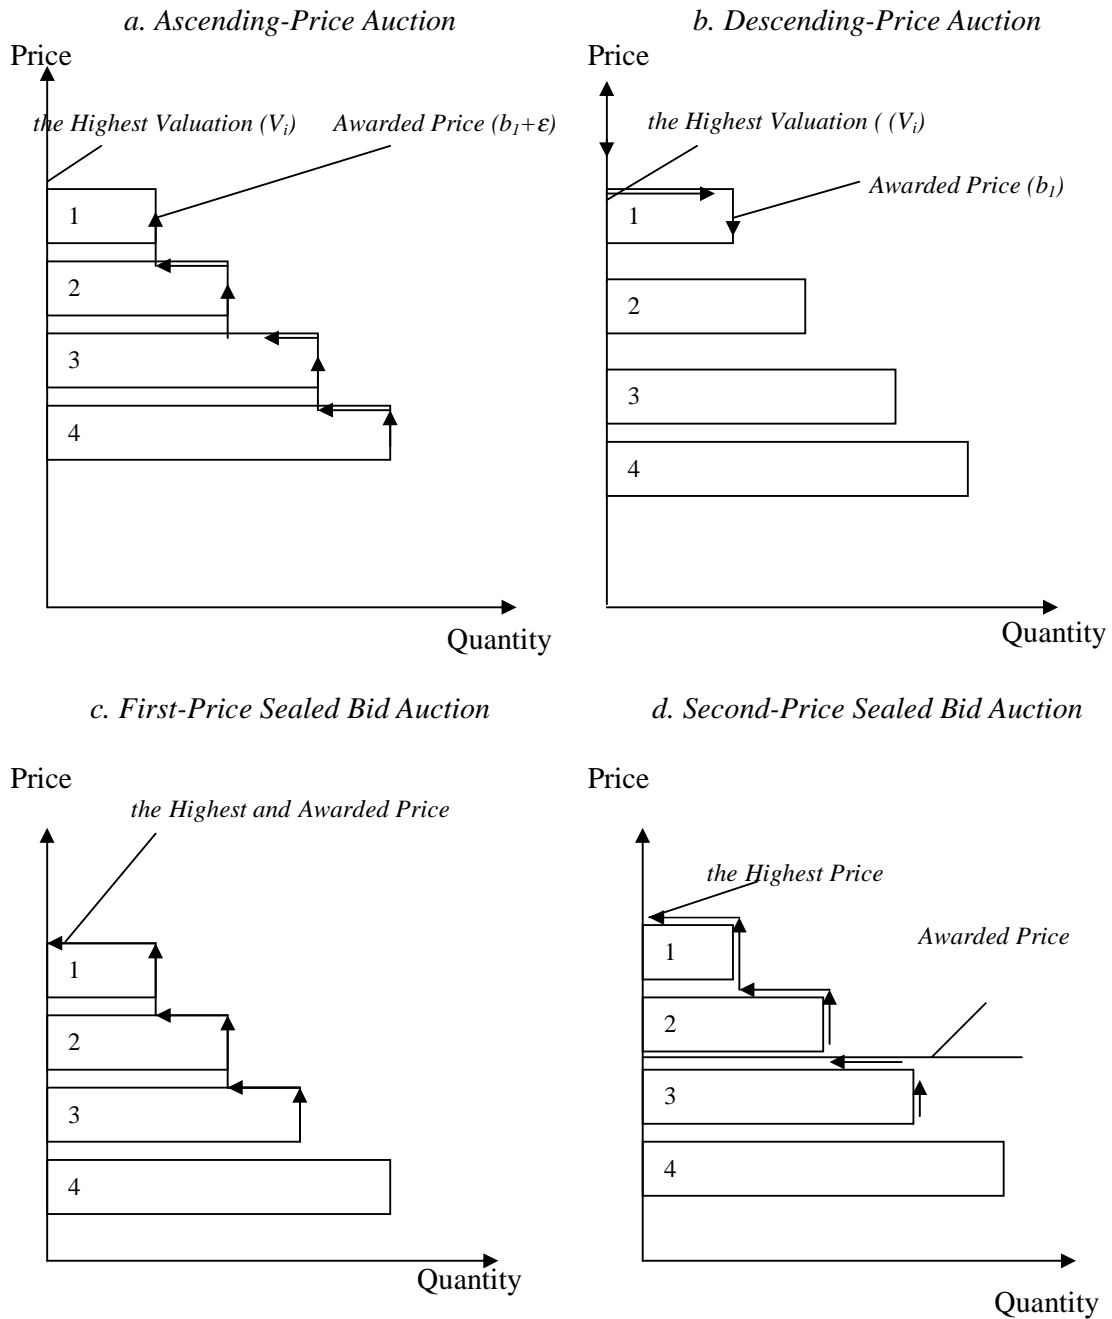 a. Ascending-Price Auction
Price
the Highest Valuation (Vi)
Awarded Price (b1+ε)
1
2
3
4
Quantity
b. Descending-Price Auction
Price
the Highest Valuation ( (Vi)
Awarded Price (b1)
1
2
3
4
Quantity
c. First-Price Sealed Bid Auction
Price
the Highest and Awarded Price
1
2
3
4
Quantity
d. Second-Price Sealed Bid Auction
Price
the Highest Price
Awarded Price
1
2
3
4
Quantity